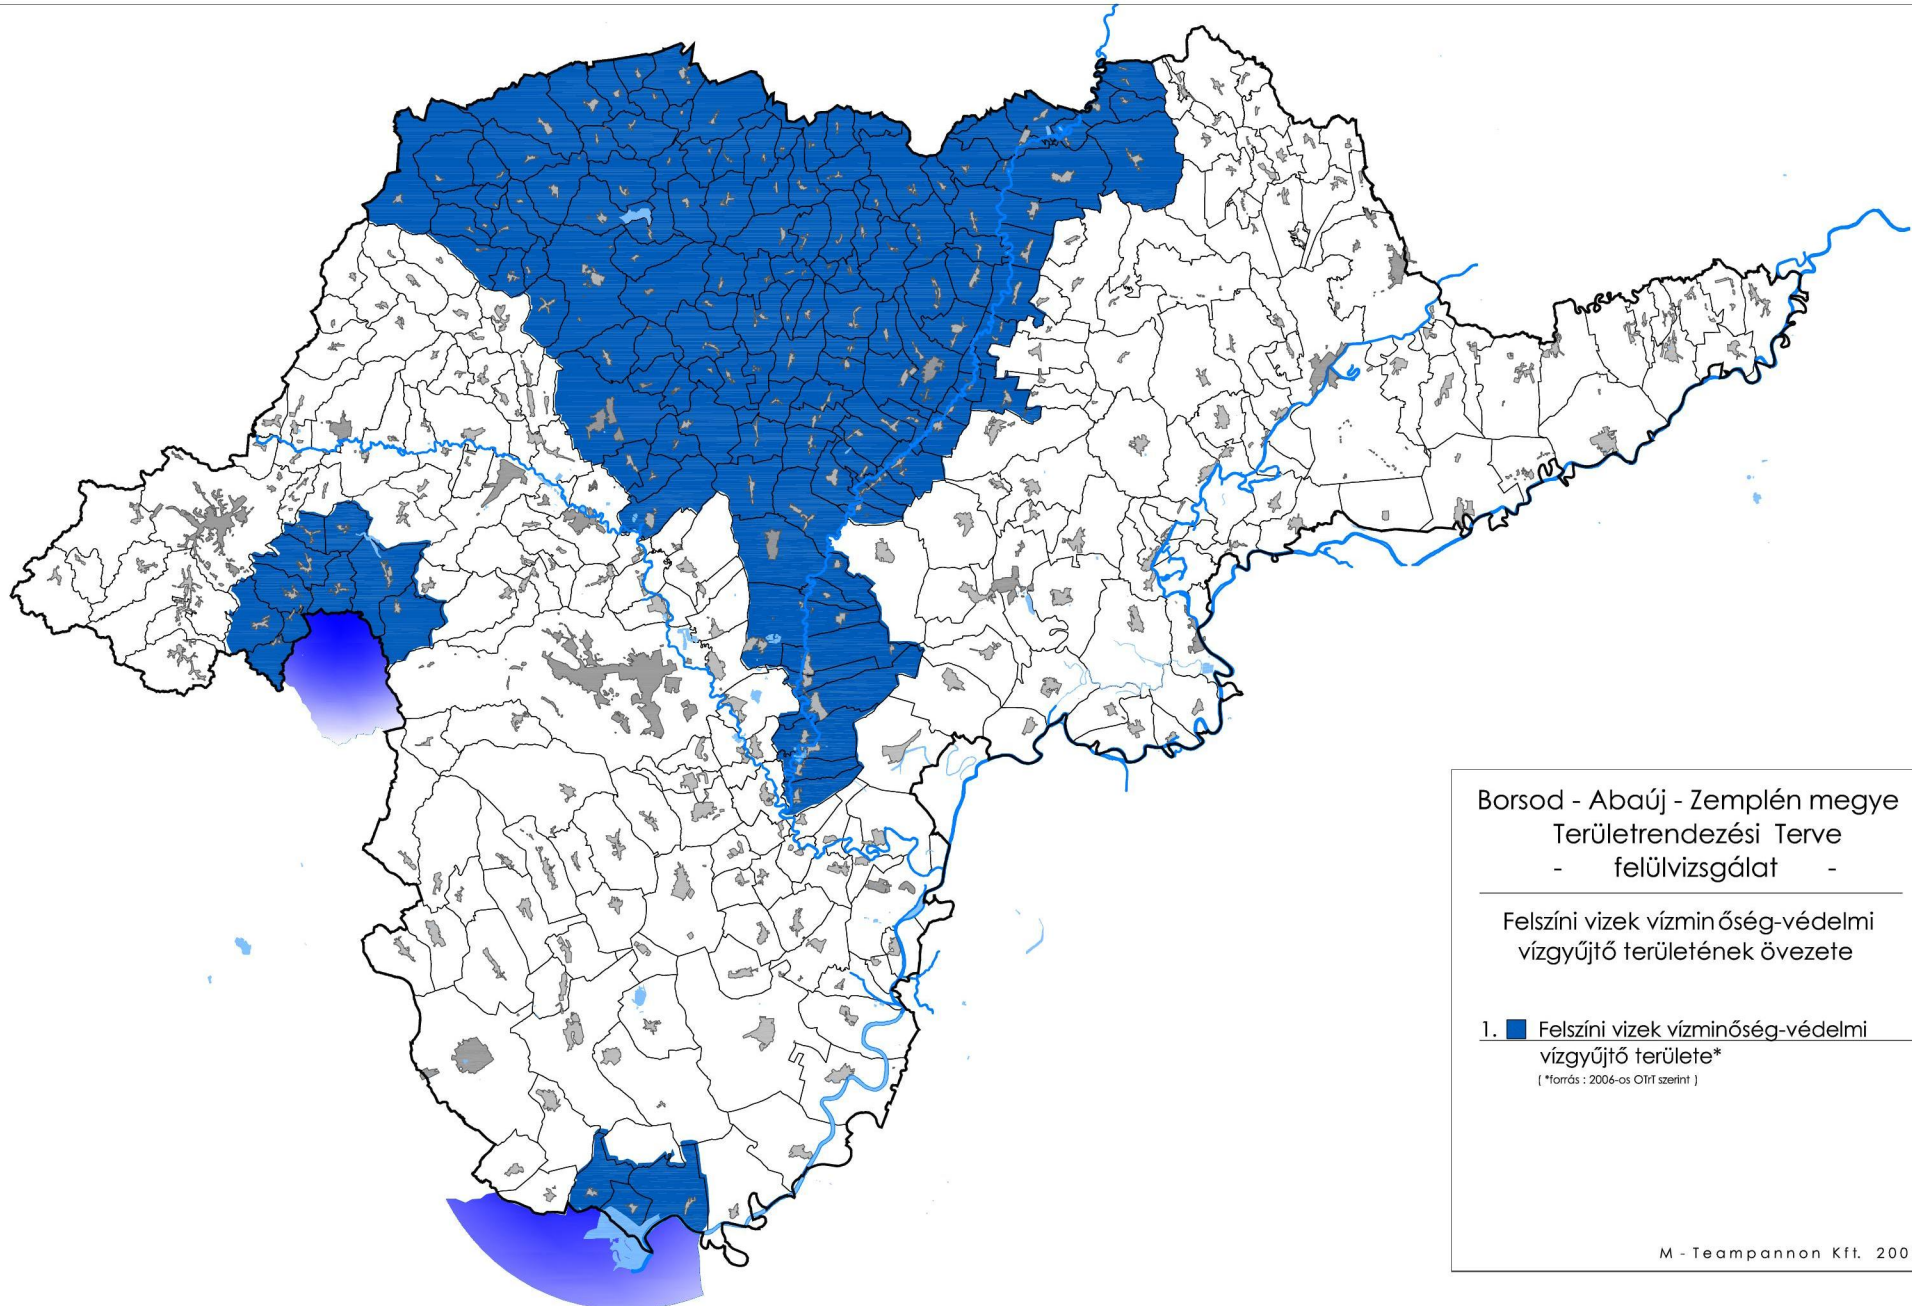 Borsod - Abaúj - Zemplén megye
Területrendezési Terve
- felülvizsgálat -
Felszíni vizek vízminőség-védelmi
vízgyűjtő területének övezete
1. Felszíni vizek vízminőség-védelmi
vízgyűjtő területe*
( *forrás : 2006-os OTrT szerint )
M - Teampannon Kft. 200